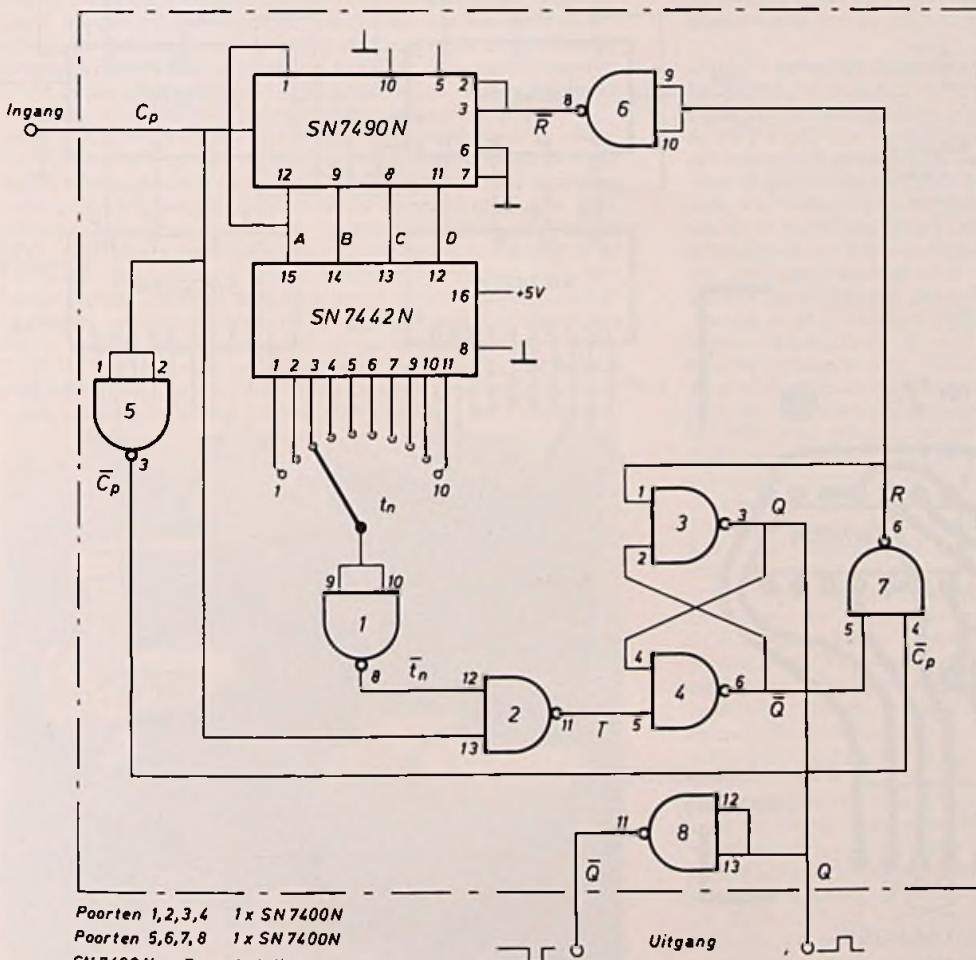 1 10 5 2
3
6
7
SN7490N
12 9 8 11
Ingang
Cp
8 R̅ 6 9
10
A B C D
15 14 13 12
16 +5V
SN7442N
8
1 2 3 4 5 6 7 9 10 11
1 10
tn
1 2
5
3
C̅p
9 10
1
8
t̅n
12
2
11
13
T
1
3
3
2
Q
4
4
6
5
Q̅
R
6
7
5 4
C̅p
11 8 12
13
Q̅ Q
Poorten 1,2,3,4 1 x SN7400N
Poorten 5,6,7,8 1 x SN7400N
Uitgang